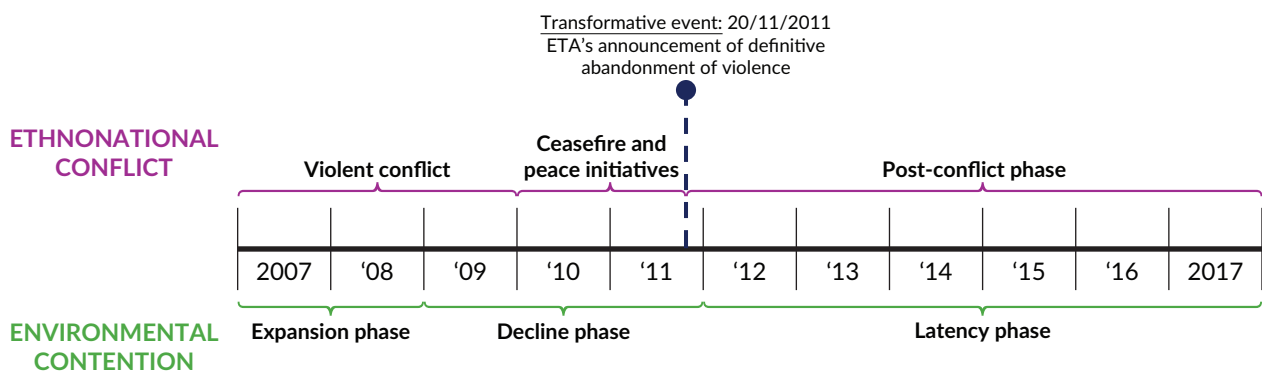 Transformative event: 20/11/2011
ETA’s announcement of definitive
abandonment of violence
ETHNONATIONAL
CONFLICT
Violent conflict
Ceasefire and
peace initiatives
Post-conflict phase
2007 ‘08 ‘09 ‘10 ‘11 ‘12 ‘13 ‘14 ‘15 ‘16 2017
ENVIRONMENTAL
CONTENTION
Expansion phase
Decline phase
Latency phase